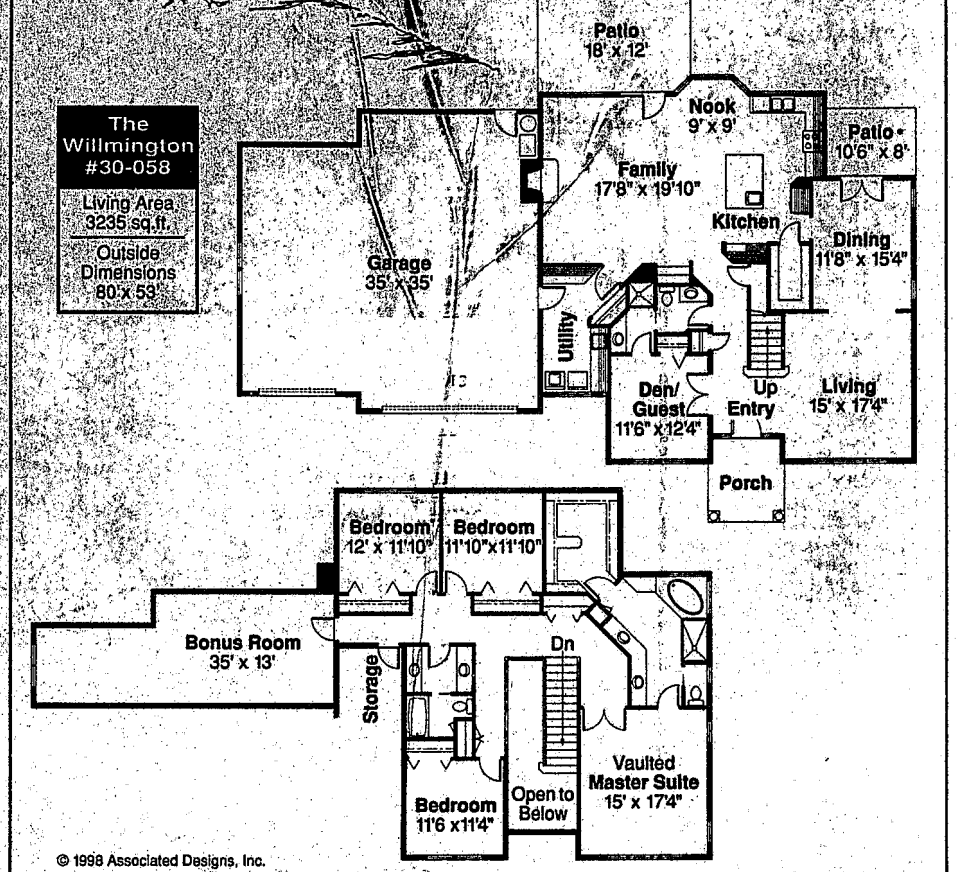 Patio
18' x 12'
The
Willmington
#30-058
Living Area
3235 sq.ft.
Outside
Dimensions
80' x 53'
Nook
9' x 9'
Patio
10'6" x 8'
Family
17'8" x 19'10"
Kitchen
Dining
11'8" x 15'4"
Garage
35' x 35'
Utility
Den/
Guest
11'6" x 12'4"
Up
Entry
Living
15' x 17'4"
Porch
Bedroom
12' x 11'10"
Bedroom
11'10"x11'10"
Bonus Room
35' x 13'
Dn
Storage
Vaulted
Master Suite
15' x 17'4"
Bedroom
11'6 x11'4"
Open to
Below
© 1998 Associated Designs, Inc.